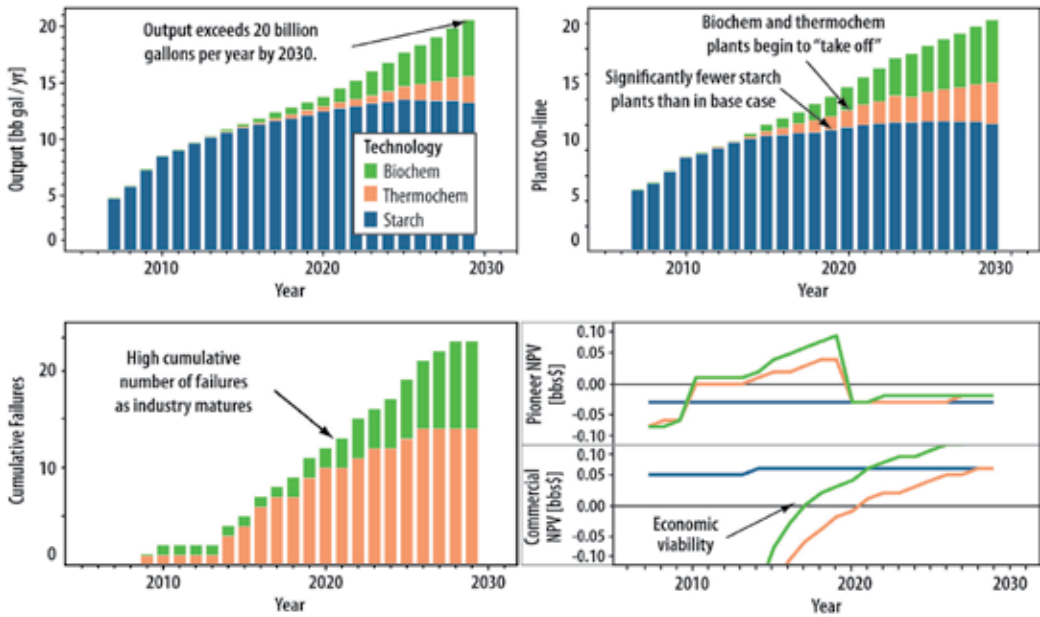 Output exceeds 20 billion
gallons per year by 2030.
Output [bb gal / yr]
20
15
10
5
0
Technology
Biochem
Thermochem
Starch
2010
2020
2030
Year
Biochem and thermochem
plants begin to “take off”
Significantly fewer starch
plants than in base case
Plants On-line
20
15
10
5
0
2010
2020
2030
Year
High cumulative
number of failures
as industry matures
Cumulative Failures
20
10
0
2010
2020
2030
Year
Pioneer NPV
[bbs$]
0.10
0.05
0.00
-0.05
-0.10
Commercial
NPV [bbs$]
0.10
0.05
0.00
-0.05
-0.10
Economic
viability
2010
2020
2030
Year